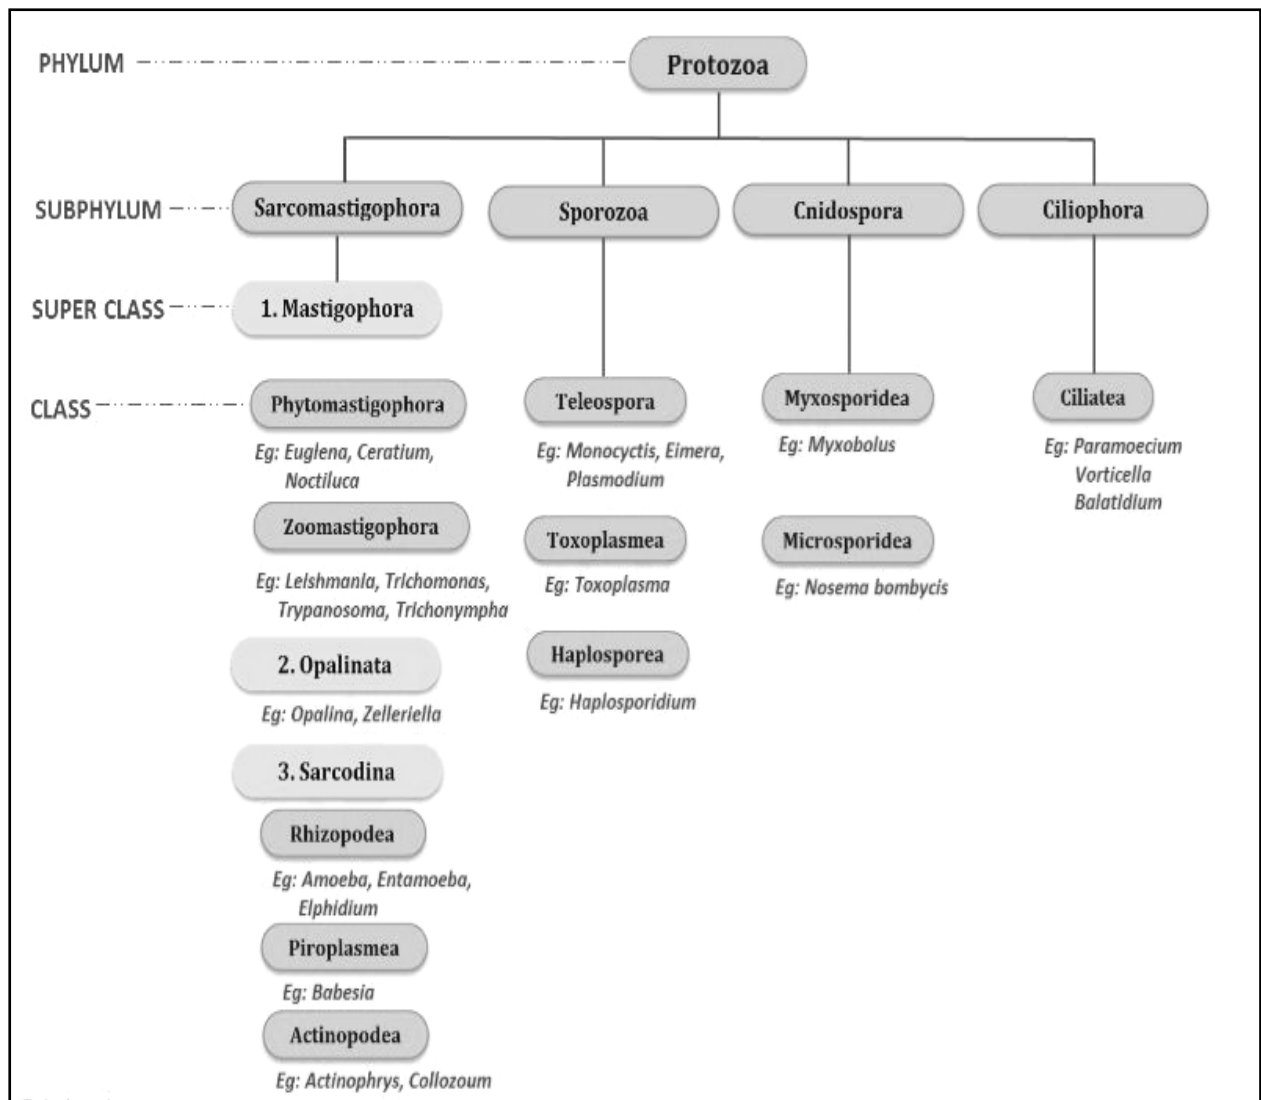 PHYLUM
Protozoa
SUBPHYLUM
Sarcomastigophora
Sporozoa
Cnidospora
Ciliophora
SUPER CLASS
1. Mastigophora
CLASS
Phytomastigophora
Eg: Euglena, Ceratium,
Noctiluca
Zoomastigophora
Eg: Leishmania, Trichomonas,
Trypanosoma, Trichonympha
2. Opalinata
Eg: Opalina, Zelleriella
3. Sarcodina
Rhizopodea
Eg: Amoeba, Entamoeba,
Elphidium
Piroplasmea
Eg: Babesia
Actinopodea
Eg: Actinophrys, Collozoum
Teleospora
Eg: Monocyctis, Eimera,
Plasmodium
Toxoplasmea
Eg: Toxoplasma
Haplosporea
Eg: Haplosporidium
Myxosporidea
Eg: Myxobolus
Microsporidea
Eg: Nosema bombycis
Ciliatea
Eg: Paramoecium
Vorticella
Balatidium